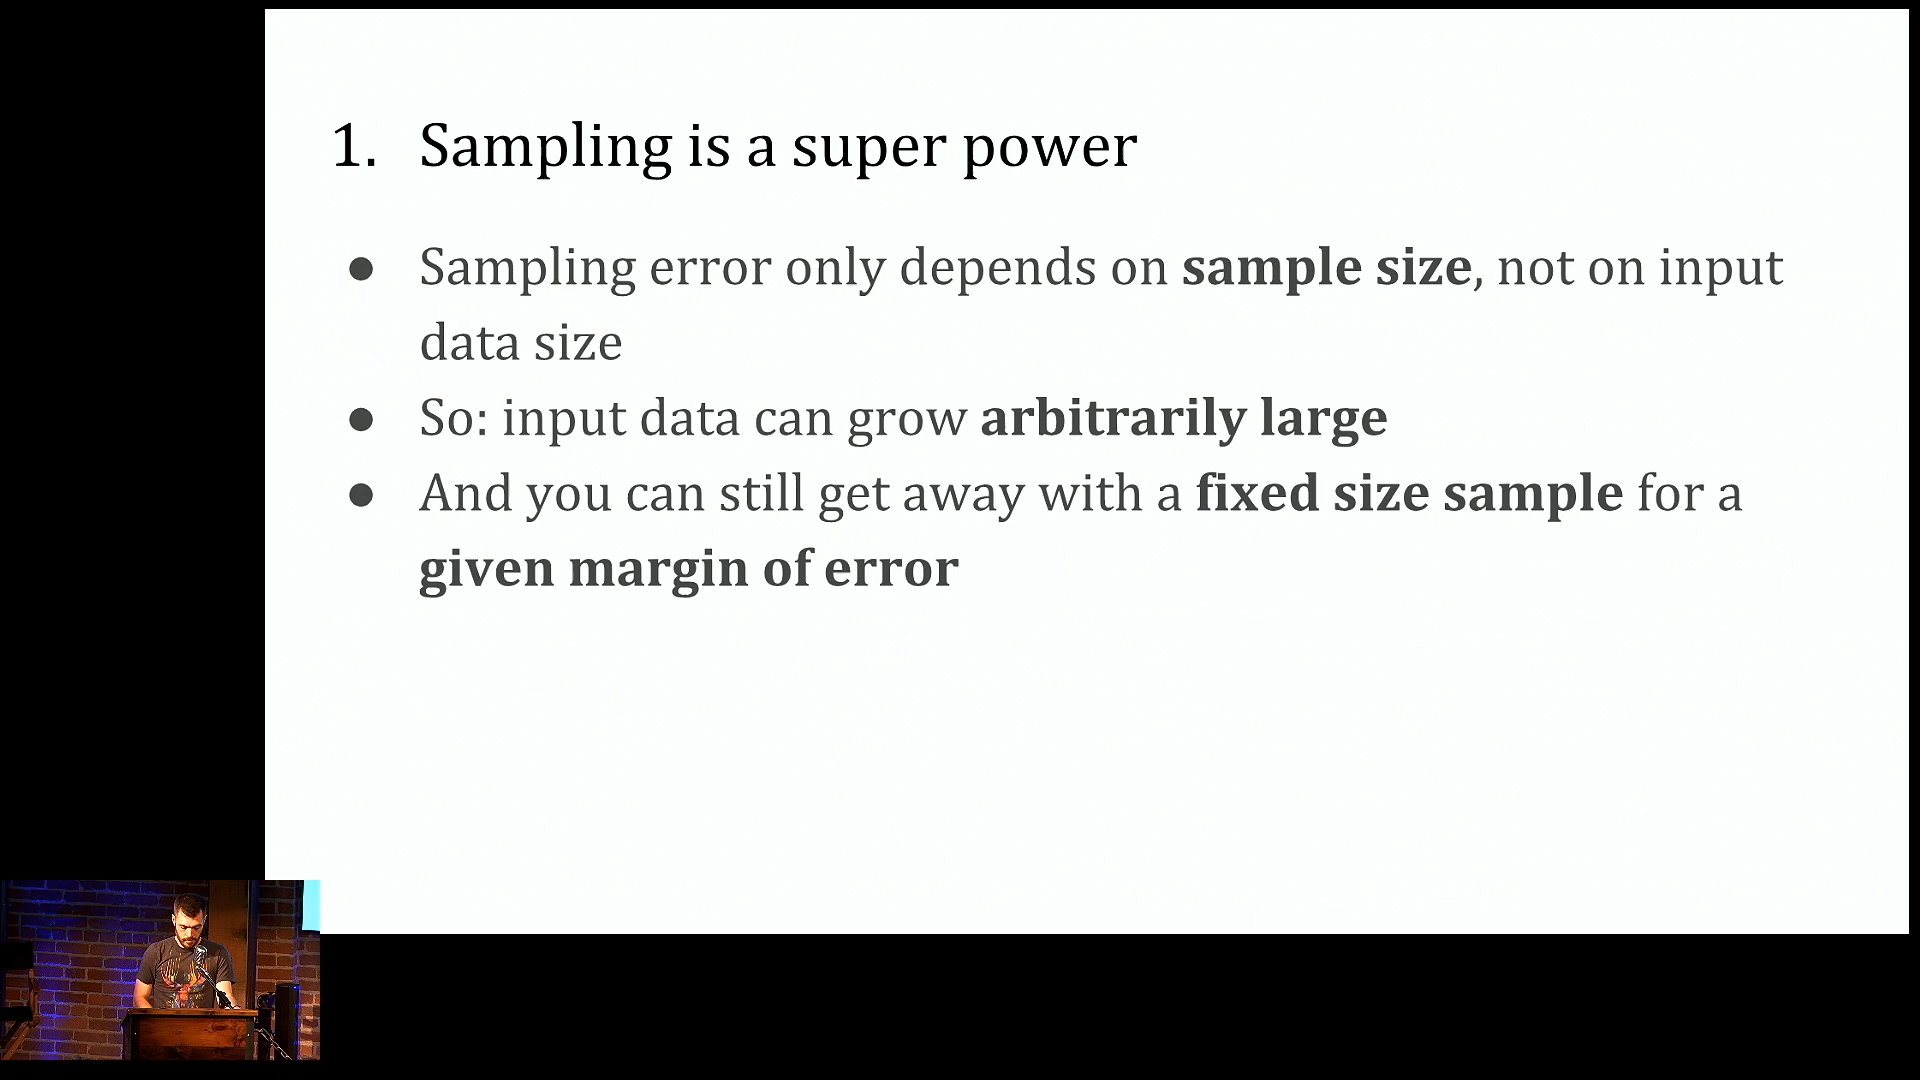 1. Sampling is a super power
● Sampling error only depends on sample size, not on input
data size
● So: input data can grow arbitrarily large
● And you can still get away with a fixed size sample for a
given margin of error